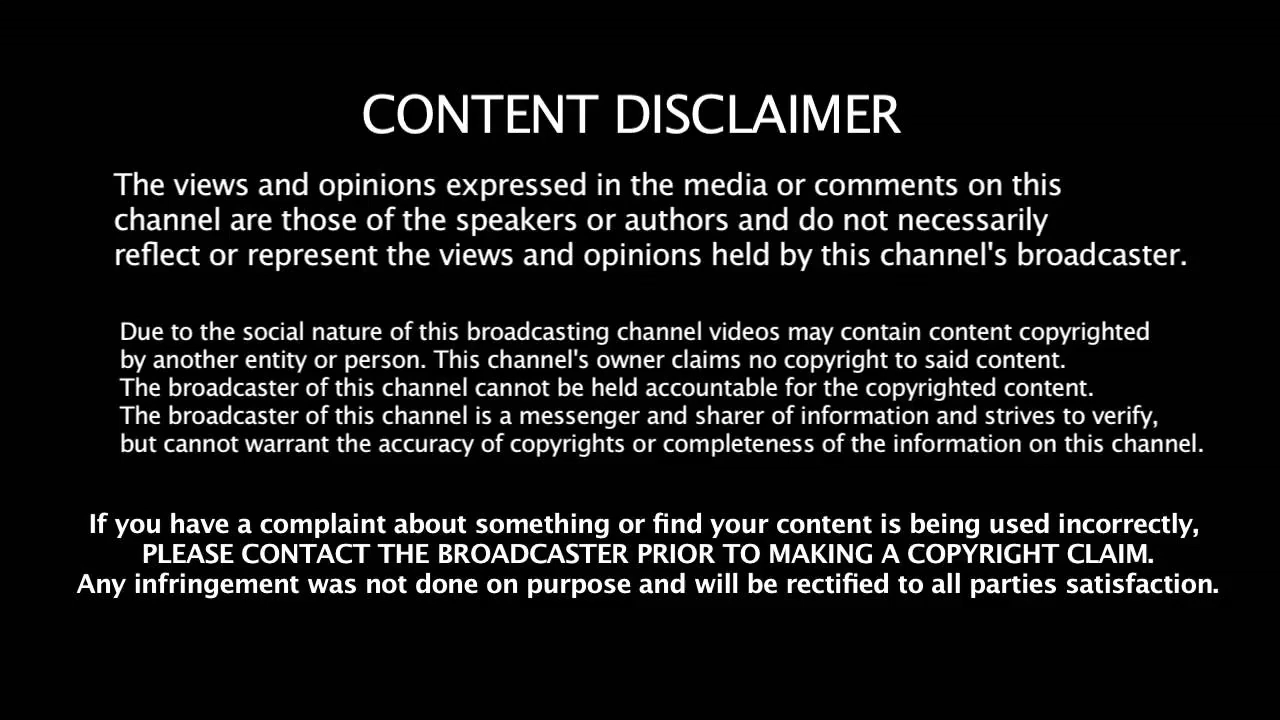 CONTENT DISCLAIMER
The views and opinions expressed in the media or comments on this
channel are those of the speakers or authors and do not necessarily
reflect or represent the views and opinions held by this channel's broadcaster.
Due to the social nature of this broadcasting channel videos may contain content copyrighted
by another entity or person. This channel's owner claims no copyright to said content.
The broadcaster of this channel cannot be held accountable for the copyrighted content.
The broadcaster of this channel is a messenger and sharer of information and strives to verify,
but cannot warrant the accuracy of copyrights or completeness of the information on this channel.
If you have a complaint about something or find your content is being used incorrectly,
PLEASE CONTACT THE BROADCASTER PRIOR TO MAKING A COPYRIGHT CLAIM.
Any infringement was not done on purpose and will be rectified to all parties satisfaction.